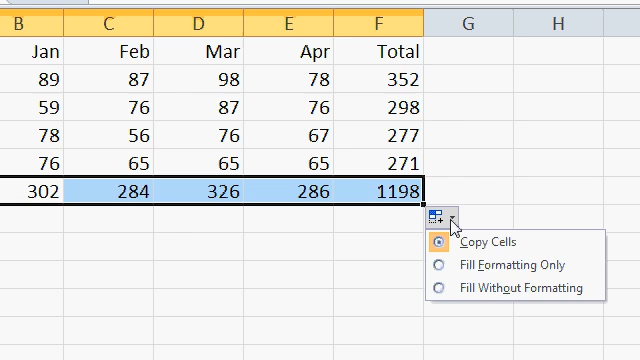 B C D E F G H
Jan Feb Mar Apr Total
89 87 98 78 352
59 76 87 76 298
78 56 76 67 277
76 65 65 65 271
302 284 326 286 1198
Copy Cells
Fill Formatting Only
Fill Without Formatting